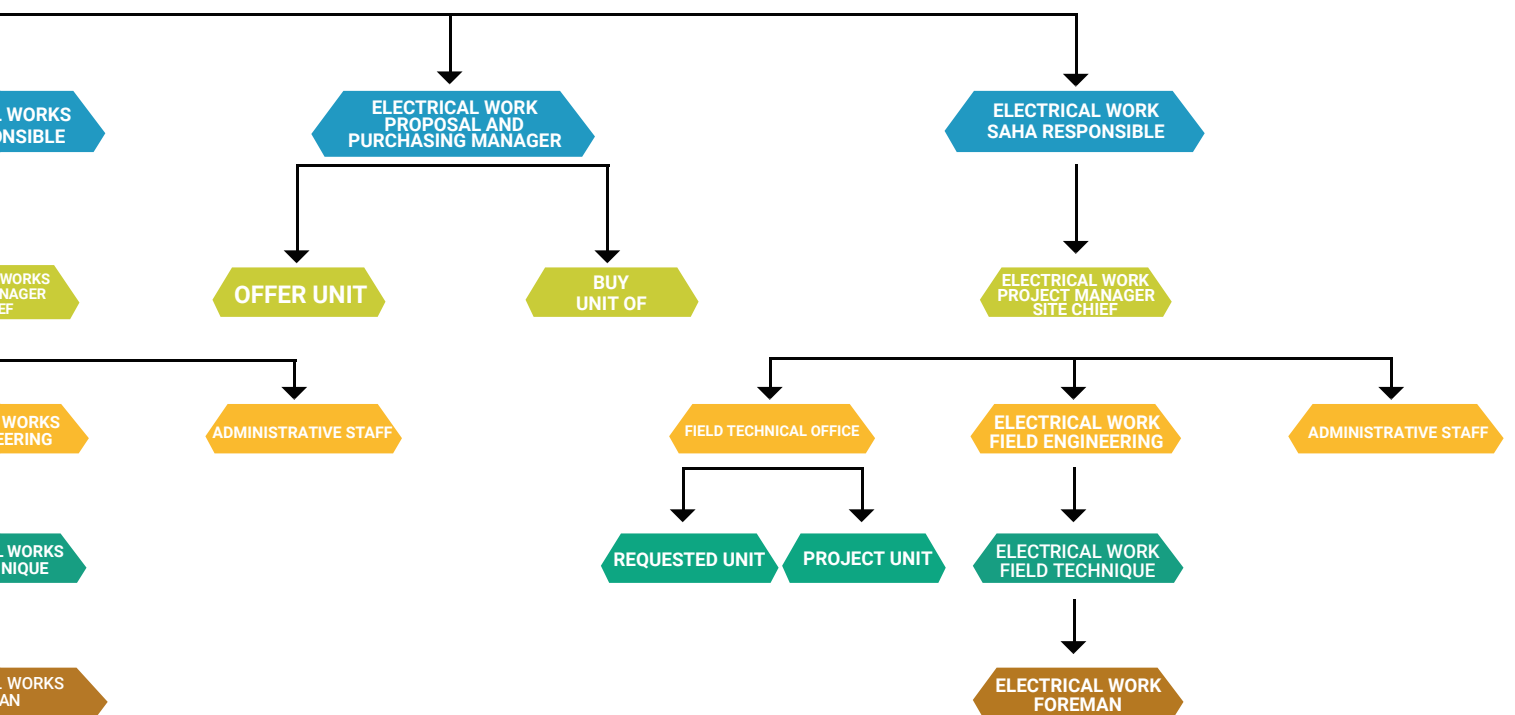 WORKS
ONSIBLE
ELECTRICAL WORK
PROPOSAL AND
PURCHASING MANAGER
ELECTRICAL WORK
SAHA RESPONSIBLE
WORKS
NAGER
EF
OFFER UNIT
BUY
UNIT OF
ELECTRICAL WORK
PROJECT MANAGER
SITE CHIEF
WORKS
EERING
ADMINISTRATIVE STAFF
FIELD TECHNICAL OFFICE
ELECTRICAL WORK
FIELD ENGINEERING
ADMINISTRATIVE STAFF
L WORKS
NIQUE
REQUESTED UNIT
PROJECT UNIT
ELECTRICAL WORK
FIELD TECHNIQUE
L WORKS
AN
ELECTRICAL WORK
FOREMAN